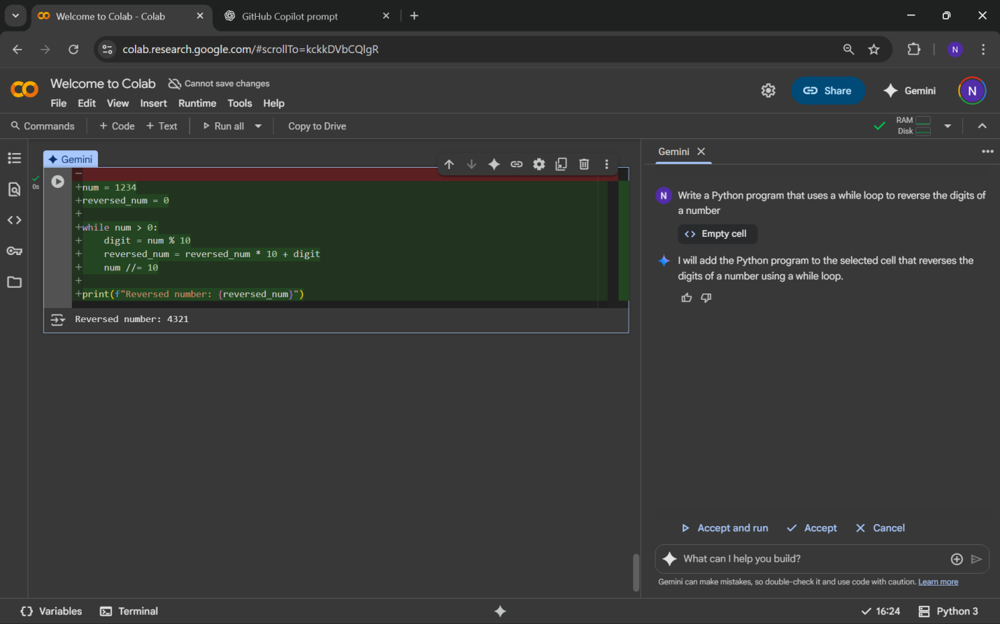 Welcome to Colab - Colab
GitHub Copilot prompt
colab.research.google.com/#scrollTo=kckkDVbCQlgR
N
Welcome to Colab
Cannot save changes
File Edit View Insert Runtime Tools Help
Share
Gemini
N
Commands
+ Code + Text
Run all
Copy to Drive
RAM
Disk
Gemini
0s
-
+num = 1234
+reversed_num = 0
+
+while num > 0:
+    digit = num % 10
+    reversed_num = reversed_num * 10 + digit
+    num //= 10
+
+print(f"Reversed number: {reversed_num}")
Reversed number: 4321
Gemini
N
Write a Python program that uses a while loop to reverse the digits of
a number
<> Empty cell
I will add the Python program to the selected cell that reverses the
digits of a number using a while loop.
Accept and run
Accept
Cancel
What can I help you build?
Gemini can make mistakes, so double-check it and use code with caution. Learn more
{} Variables
Terminal
16:24
Python 3